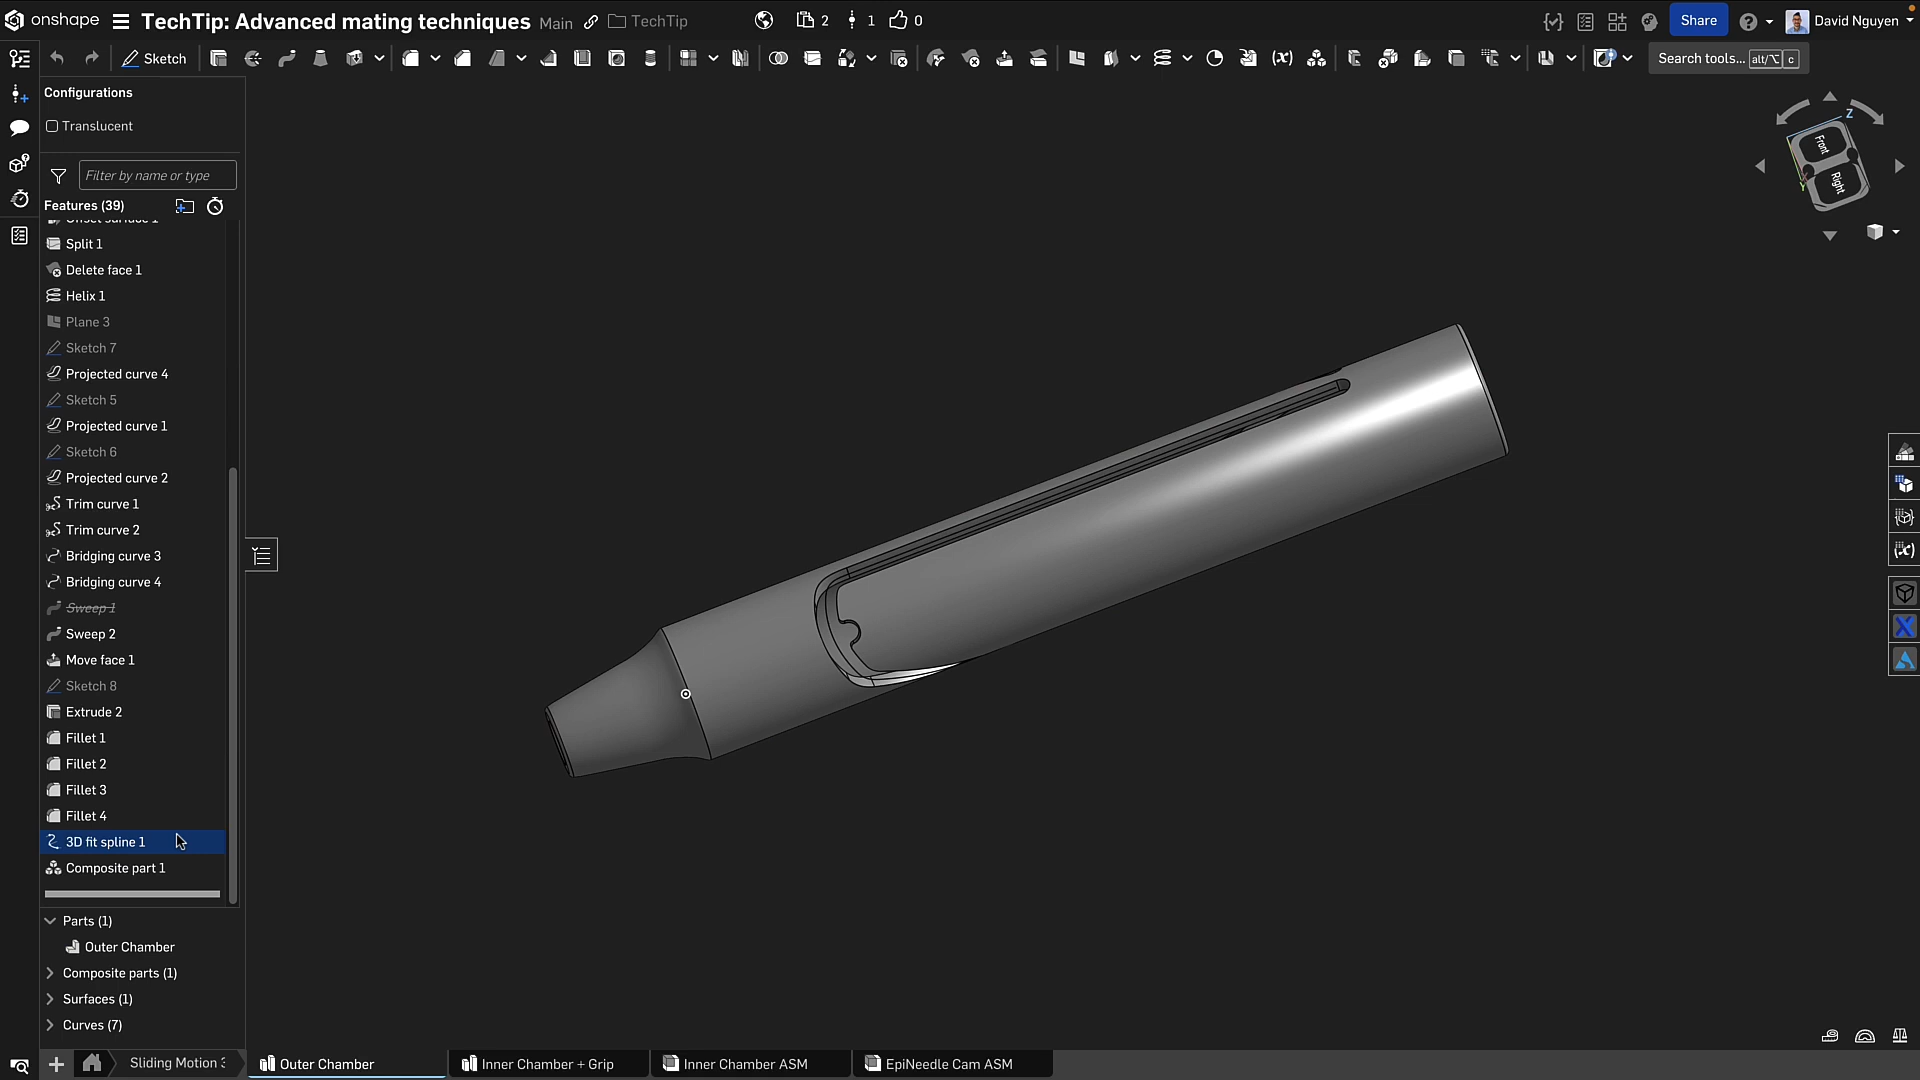 onshape TechTip: Advanced mating techniques Main TechTip 2 1 0 Share David Nguyen
Sketch Search tools... alt/⌥ c
Configurations
Translucent
Filter by name or type
Features (39)
Offset surface 1
Split 1
Delete face 1
Helix 1
Plane 3
Sketch 7
Projected curve 4
Sketch 5
Projected curve 1
Sketch 6
Projected curve 2
Trim curve 1
Trim curve 2
Bridging curve 3
Bridging curve 4
Sweep 1
Sweep 2
Move face 1
Sketch 8
Extrude 2
Fillet 1
Fillet 2
Fillet 3
Fillet 4
3D fit spline 1
Composite part 1
Parts (1)
Outer Chamber
Composite parts (1)
Surfaces (1)
Curves (7)
Z
Front
Right
Sliding Motion Outer Chamber Inner Chamber + Grip Inner Chamber ASM EpiNeedle Cam ASM